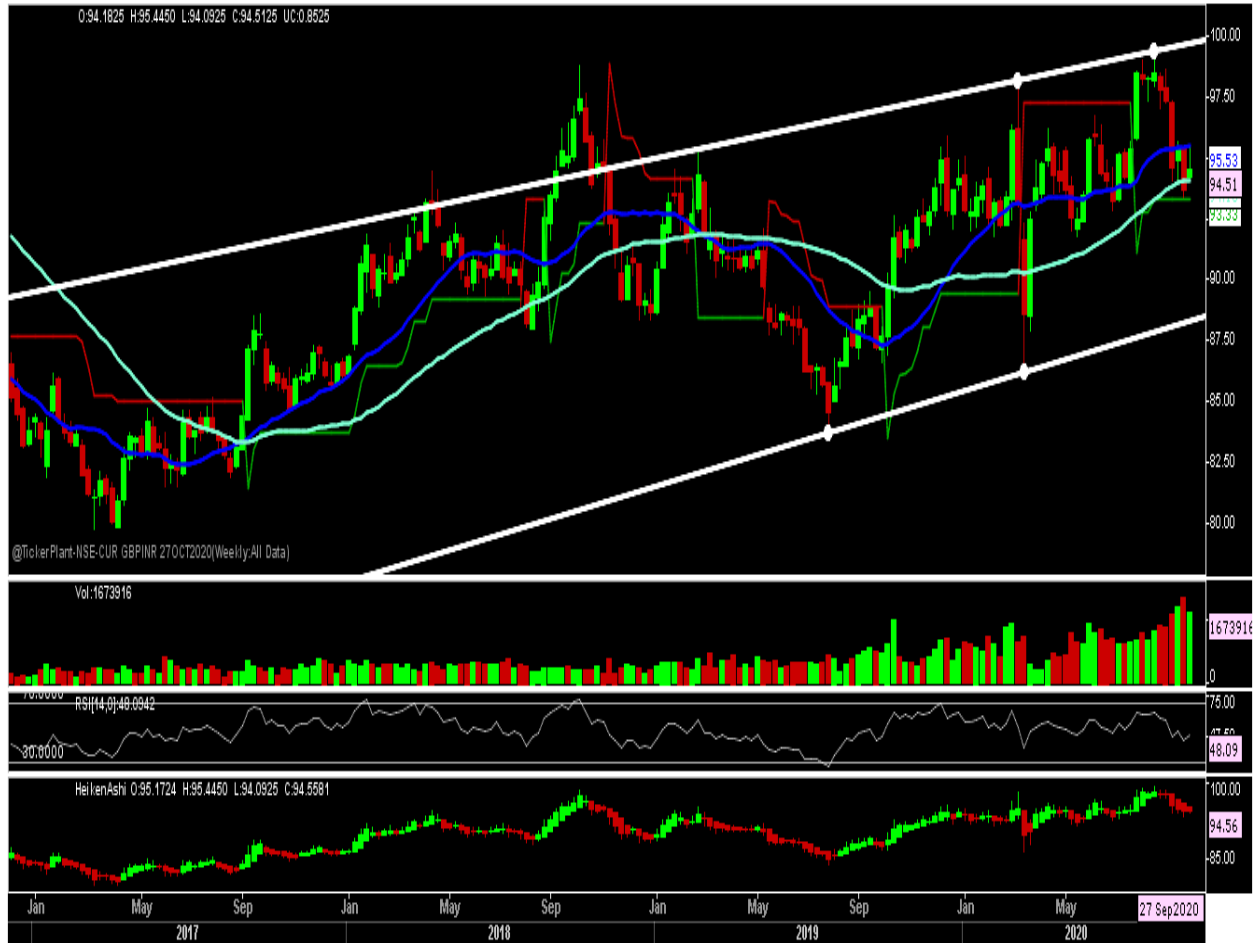 O:94.1825 H:95.4450 L:94.0925 C:94.5125 UC:0.8525
100.00
97.50
95.53
94.51
93.33
90.00
87.50
85.00
82.50
80.00
@TickerPlant-NSE-CUR GBPINR 27OCT2020(Weekly:All Data)
Vol:1673916
1673916
0
70.0000
RSI[14,0]:48.0942
75.00
30.0000
48.09
HeikenAshi O:95.1724 H:95.4450 L:94.0925 C:94.5581
100.00
94.56
85.00
Jan May Sep Jan May Sep Jan May Sep Jan May 27 Sep2020
2017 2018 2019 2020